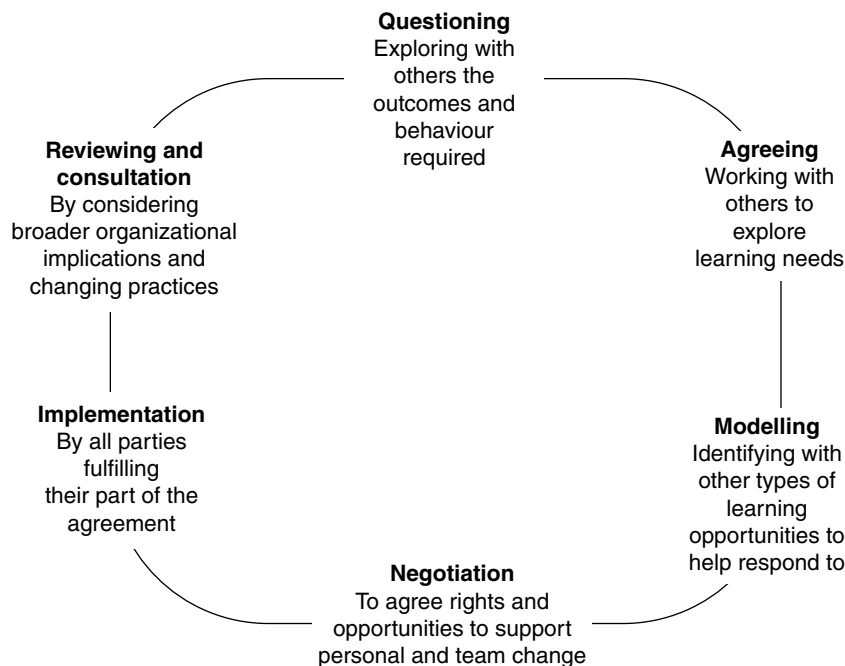 Questioning
Exploring with
others the
outcomes and
behaviour
required
Agreeing
Working with
others to
explore
learning needs
Modelling
Identifying with
other types of
learning
opportunities to
help respond to
Negotiation
To agree rights and
opportunities to support
personal and team change
Implementation
By all parties
fulfilling
their part of the
agreement
Reviewing and
consultation
By considering
broader organizational
implications and
changing practices